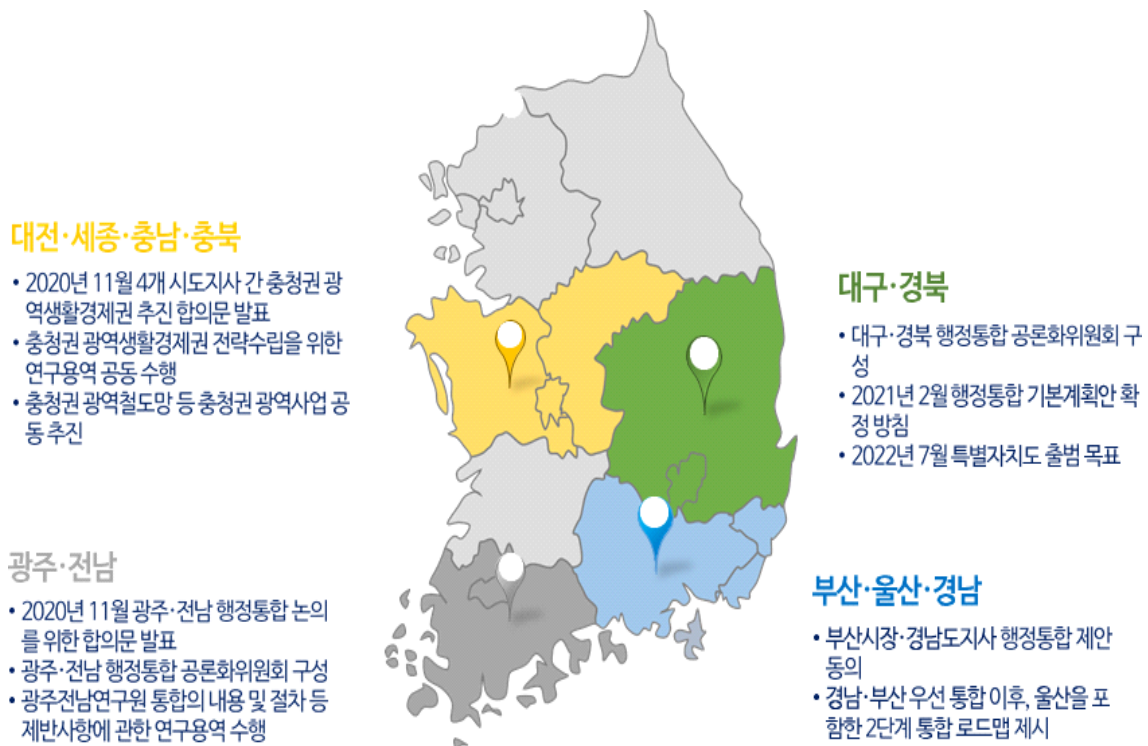 대전·세종·충남·충북
• 2020년 11월 4개 시도지사 간 충청권 광
역생활경제권 추진 합의문 발표
• 충청권 광역생활경제권 전략수립을 위한
연구용역 공동 수행
• 충청권 광역철도망 등 충청권 광역사업 공
동 추진
대구·경북
• 대구·경북 행정통합 공론화위원회 구
성
• 2021년 2월 행정통합 기본계획안 확
정 방침
• 2022년 7월 특별자치도 출범 목표
광주·전남
• 2020년 11월 광주·전남 행정통합 논의
를 위한 합의문 발표
• 광주·전남 행정통합 공론화위원회 구성
• 광주전남연구원 통합의 내용 및 절차 등
제반사항에 관한 연구용역 수행
부산·울산·경남
• 부산시장·경남도지사 행정통합 제안
동의
• 경남·부산 우선 통합 이후, 울산을 포
함한 2단계 통합 로드맵 제시